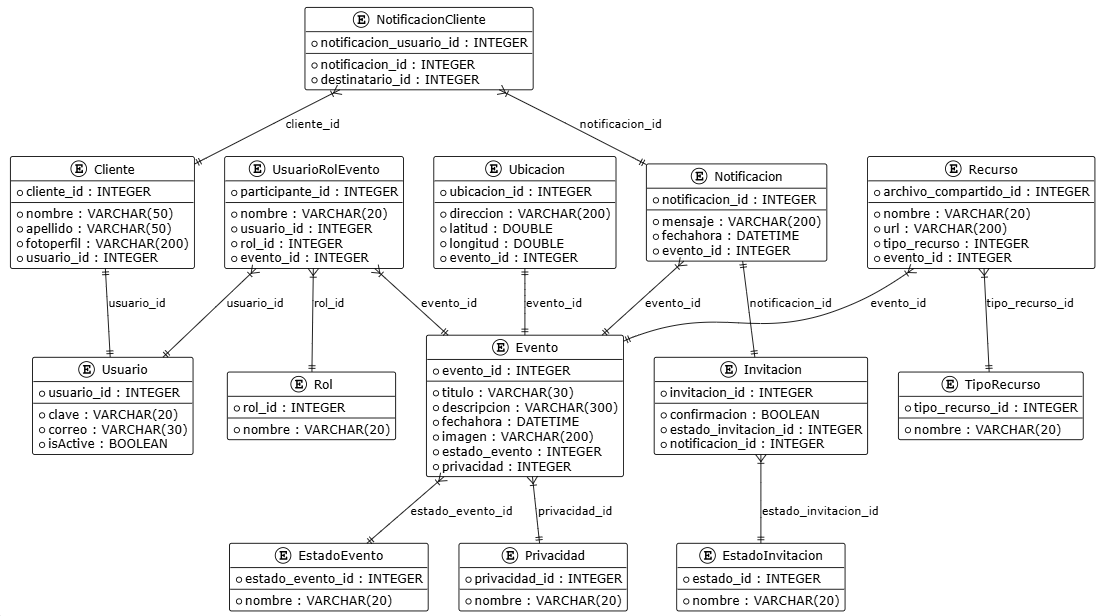 E NotificacionCliente
notificacion_usuario_id : INTEGER
notificacion_id : INTEGER
destinatario_id : INTEGER
cliente_id
notificacion_id
E Cliente
cliente_id : INTEGER
nombre : VARCHAR(50)
apellido : VARCHAR(50)
fotoperfil : VARCHAR(200)
usuario_id : INTEGER
E UsuarioRolEvento
participante_id : INTEGER
nombre : VARCHAR(20)
usuario_id : INTEGER
rol_id : INTEGER
evento_id : INTEGER
E Ubicacion
ubicacion_id : INTEGER
direccion : VARCHAR(200)
latitud : DOUBLE
longitud : DOUBLE
evento_id : INTEGER
E Notificacion
notificacion_id : INTEGER
mensaje : VARCHAR(200)
fechahora : DATETIME
evento_id : INTEGER
E Recurso
archivo_compartido_id : INTEGER
nombre : VARCHAR(20)
url : VARCHAR(200)
tipo_recurso : INTEGER
evento_id : INTEGER
usuario_id
usuario_id
rol_id
evento_id
evento_id
evento_id
notificacion_id
evento_id
tipo_recurso_id
E Usuario
usuario_id : INTEGER
clave : VARCHAR(20)
correo : VARCHAR(30)
isActive : BOOLEAN
E Rol
rol_id : INTEGER
nombre : VARCHAR(20)
E Evento
evento_id : INTEGER
titulo : VARCHAR(30)
descripcion : VARCHAR(300)
fechahora : DATETIME
imagen : VARCHAR(200)
estado_evento : INTEGER
privacidad : INTEGER
E Invitacion
invitacion_id : INTEGER
confirmacion : BOOLEAN
estado_invitacion_id : INTEGER
notificacion_id : INTEGER
E TipoRecurso
tipo_recurso_id : INTEGER
nombre : VARCHAR(20)
estado_evento_id
privacidad_id
estado_invitacion_id
E EstadoEvento
estado_evento_id : INTEGER
nombre : VARCHAR(20)
E Privacidad
privacidad_id : INTEGER
nombre : VARCHAR(20)
E EstadoInvitacion
estado_id : INTEGER
nombre : VARCHAR(20)